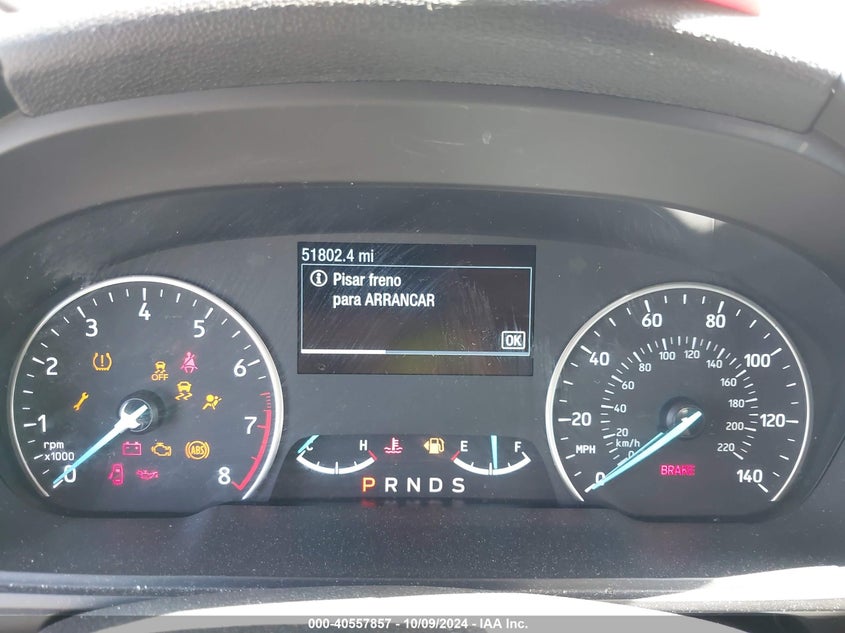 51802.4 mi
Pisar freno
para ARRANCAR
OK
0 1 2 3 4 5 6 7 8
rpm
x1000
OFF
ABS
C H
E F
P R N D S
0 20 40 60 80 100 120 140
MPH
0 20 40 60 80 100 120 140 160 180 200 220
km/h
BRAKE
000-40557857 - 10/09/2024 - IAA Inc.